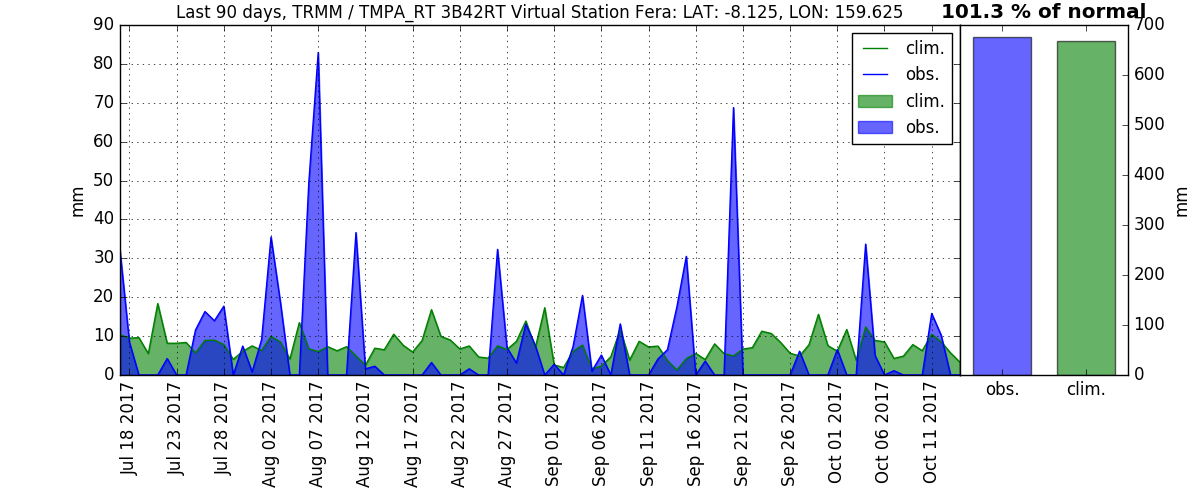 Last 90 days, TRMM / TMPA_RT 3B42RT Virtual Station Fera: LAT: -8.125, LON: 159.625
101.3 % of normal
90
80
70
60
50
40
30
20
10
0
mm
clim.
obs.
clim.
obs.
700
600
500
400
300
200
100
0
mm
Jul 18 2017
Jul 23 2017
Jul 28 2017
Aug 02 2017
Aug 07 2017
Aug 12 2017
Aug 17 2017
Aug 22 2017
Aug 27 2017
Sep 01 2017
Sep 06 2017
Sep 11 2017
Sep 16 2017
Sep 21 2017
Sep 26 2017
Oct 01 2017
Oct 06 2017
Oct 11 2017
obs.
clim.